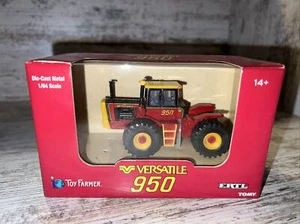 Die-Cast Metal
1/64 Scale
14+
950
TOY FARMER
VERSATILE
950
ERTL
TOMY